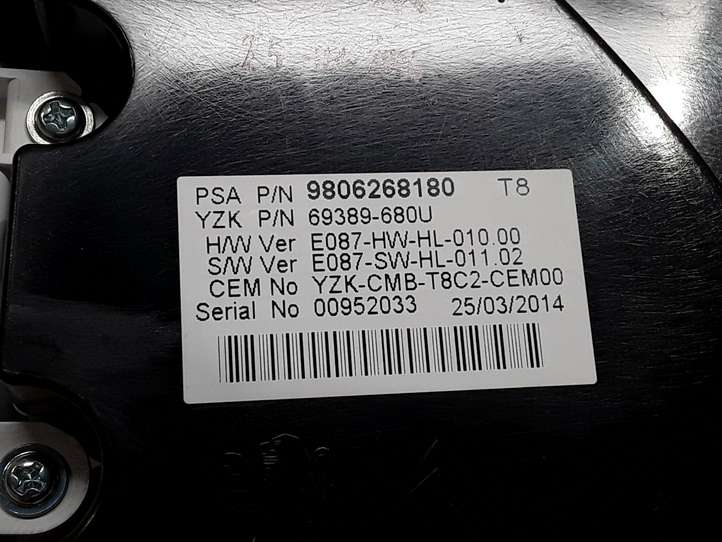 PSA P/N 9806268180 T8
YZK P/N 69389-680U
H/W Ver E087-HW-HL-010.00
S/W Ver E087-SW-HL-011.02
CEM No YZK-CMB-T8C2-CEM00
Serial No 00952033 25/03/2014